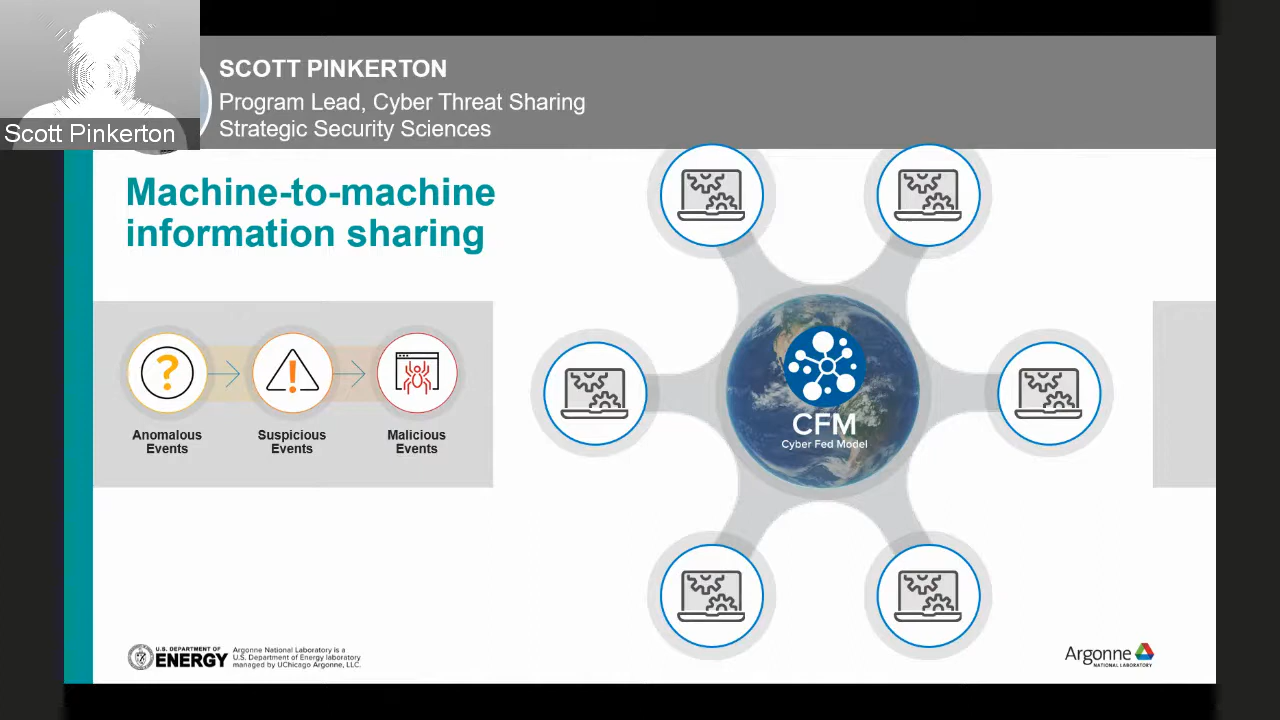 Scott Pinkerton
SCOTT PINKERTON
Program Lead, Cyber Threat Sharing
Strategic Security Sciences
Machine-to-machine
information sharing
?
!
Anomalous
Events
Suspicious
Events
Malicious
Events
CFM
Cyber Fed Model
U.S. DEPARTMENT OF
ENERGY
Argonne National Laboratory is a
U.S. Department of Energy laboratory
managed by UChicago Argonne, LLC.
Argonne
NATIONAL LABORATORY